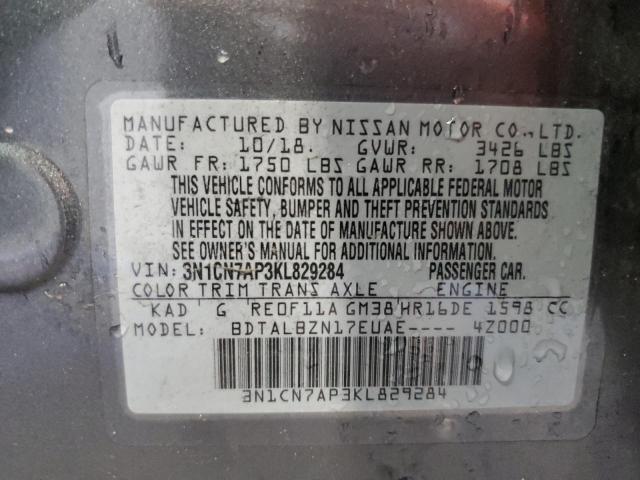 MANUFACTURED BY NISSAN MOTOR CO., LTD.
DATE: 10/18. GVWR: 3426 LBS
GAWR FR: 1750 LBS GAWR RR: 1708 LBS
THIS VEHICLE CONFORMS TO ALL APPLICABLE FEDERAL MOTOR
VEHICLE SAFETY, BUMPER AND THEFT PREVENTION STANDARDS
IN EFFECT ON THE DATE OF MANUFACTURE SHOWN ABOVE.
SEE OWNER'S MANUAL FOR ADDITIONAL INFORMATION.
VIN: 3N1CN7AP3KL829284 PASSENGER CAR.
COLOR TRIM TRANS AXLE ENGINE
KAD G RE0F11A GM38 HR16DE 1598 CC
MODEL: BDTALBZN17EUAE---- 4Z000
3N1CN7AP3KL829284